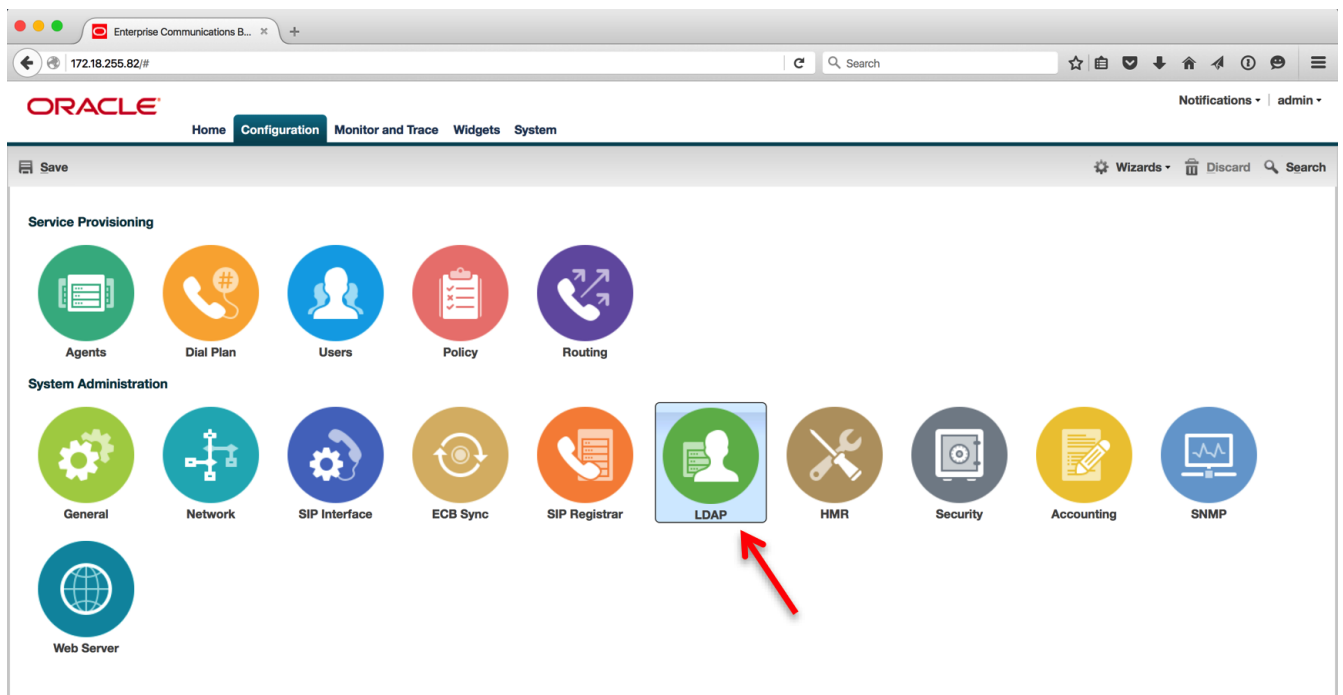 Enterprise Communications B... × +
172.18.255.82/# Search
ORACLE Notifications admin
Home Configuration Monitor and Trace Widgets System
Save Wizards Discard Search
Service Provisioning
#
Agents Dial Plan Users Policy Routing
System Administration
General Network SIP Interface ECB Sync SIP Registrar LDAP HMR Security Accounting SNMP
Web Server